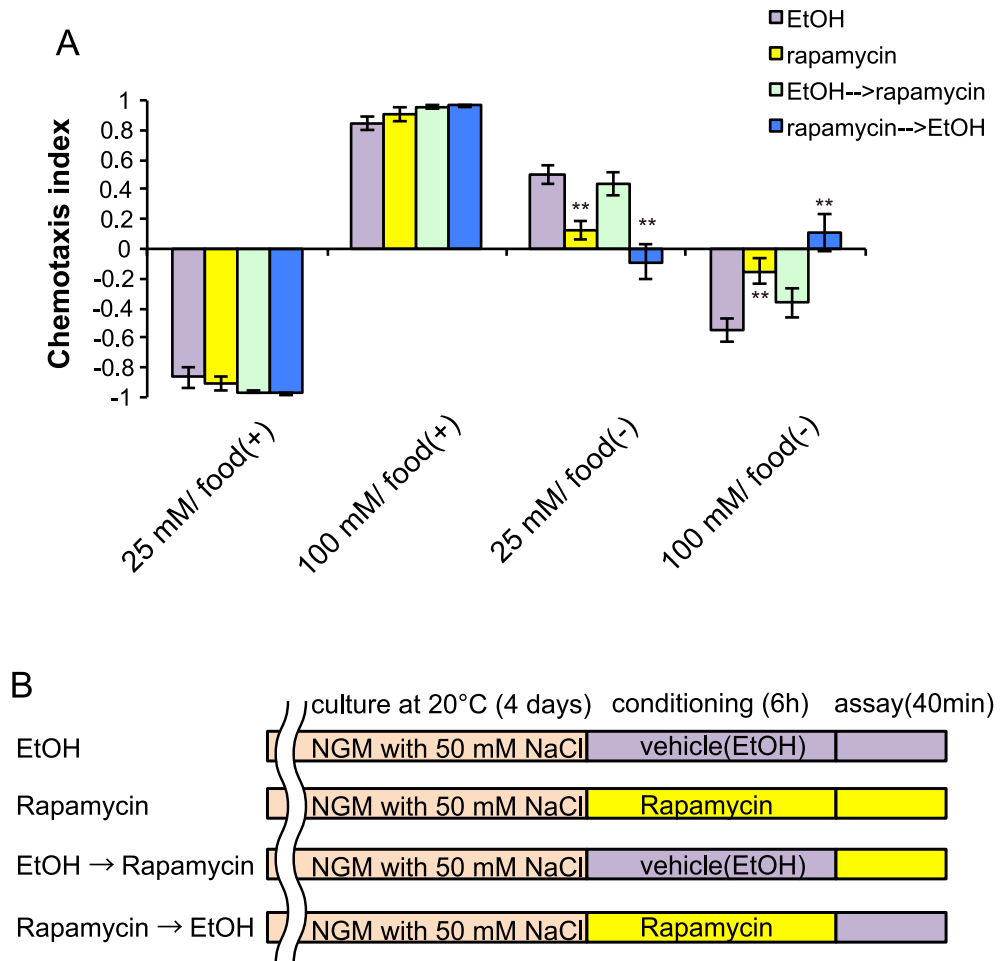 A
EtOH
rapamycin
EtOH-->rapamycin
rapamycin-->EtOH
Chemotaxis index
1
0.8
0.6
0.4
0.2
0
-0.2
-0.4
-0.6
-0.8
-1
** ** ** **
25 mM/ food(+)
100 mM/ food(+)
25 mM/ food(-)
100 mM/ food(-)
B
culture at 20°C (4 days) conditioning (6h) assay(40min)
EtOH NGM with 50 mM NaCl vehicle(EtOH)
Rapamycin NGM with 50 mM NaCl Rapamycin
EtOH → Rapamycin NGM with 50 mM NaCl vehicle(EtOH)
Rapamycin → EtOH NGM with 50 mM NaCl Rapamycin